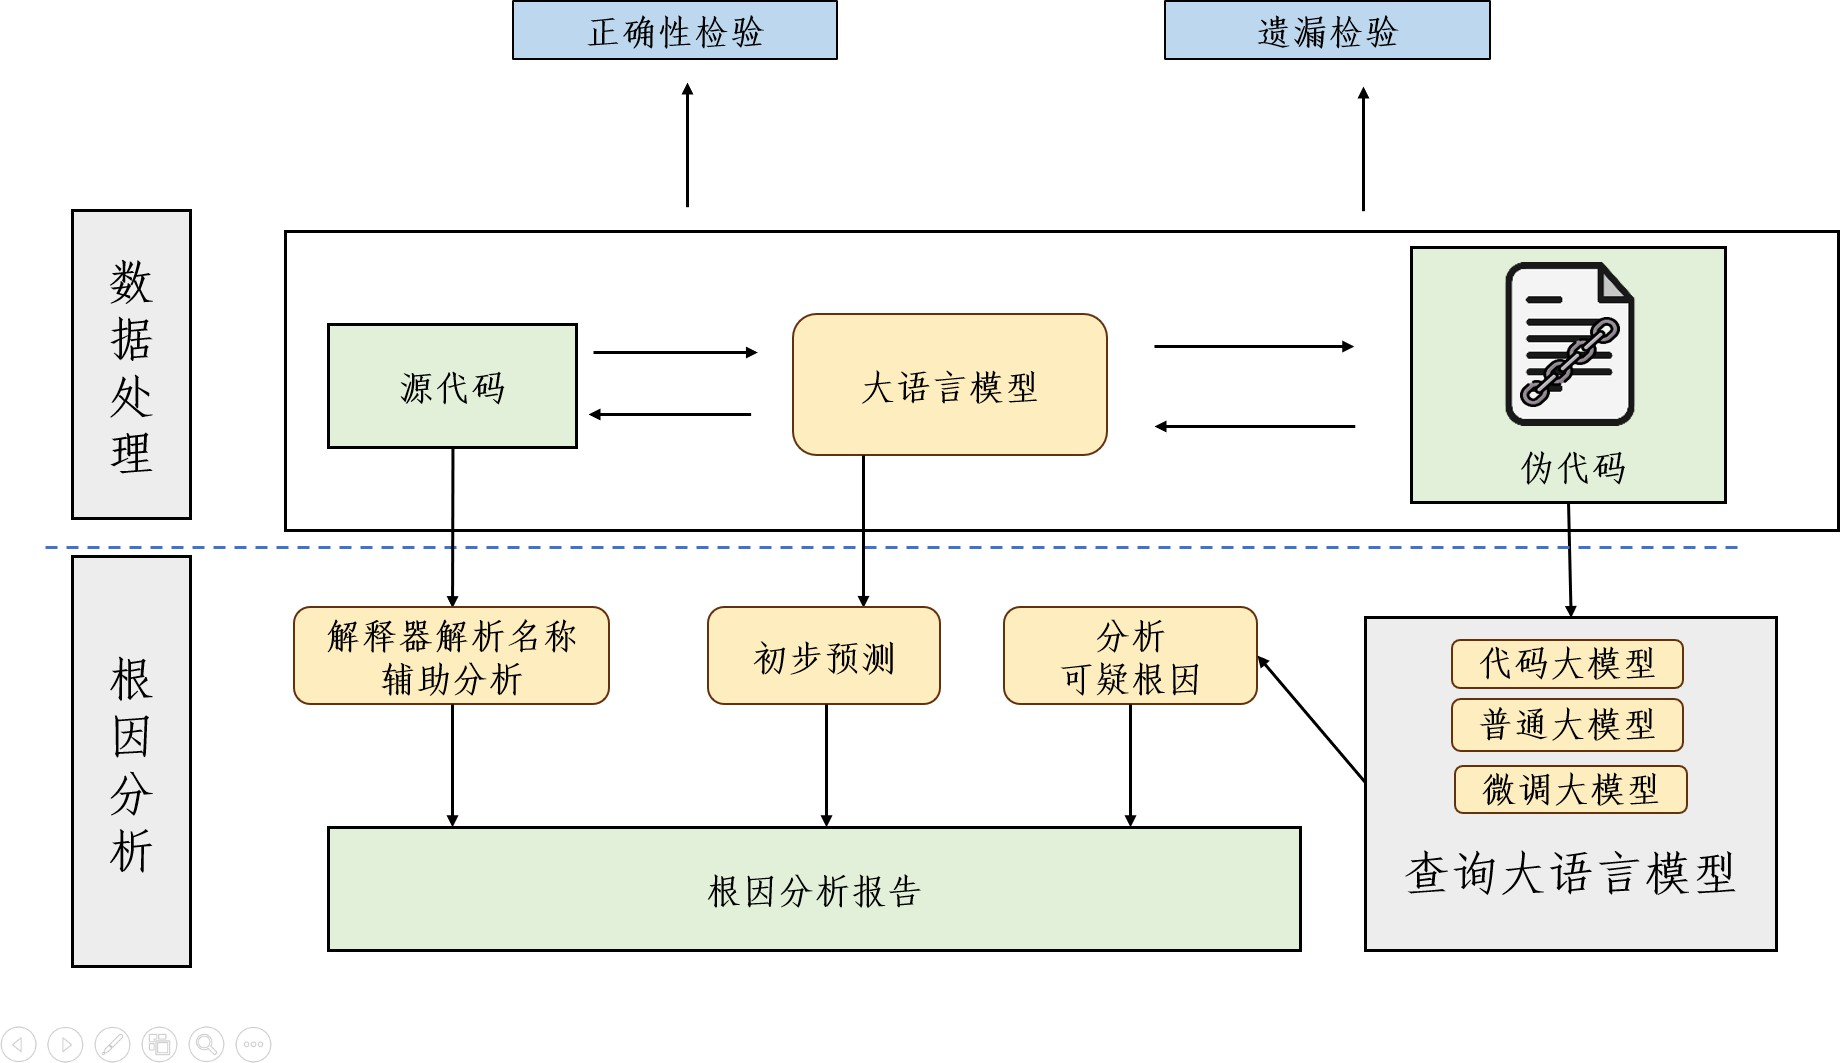 正确性检验
遗漏检验
数据处理
源代码
大语言模型
伪代码
根因分析
解释器解析名称
辅助分析
初步预测
分析
可疑根因
代码大模型
普通大模型
微调大模型
查询大语言模型
根因分析报告